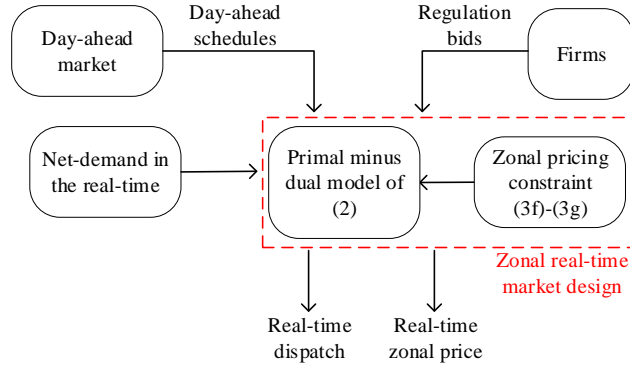 Day-ahead
market
Day-ahead
schedules
Regulation
bids
Firms
Net-demand in
the real-time
Primal minus
dual model of
(2)
Zonal pricing
constraint
(3f)-(3g)
Zonal real-time
market design
Real-time
dispatch
Real-time
zonal price